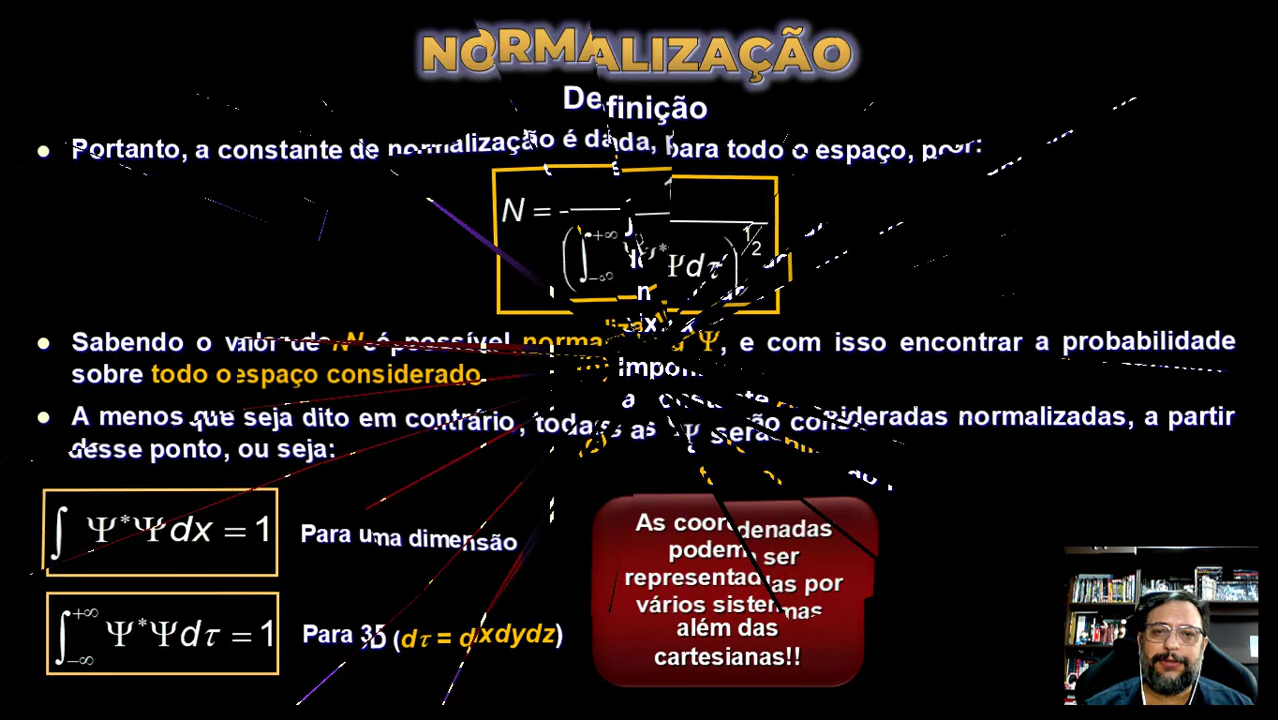 NORMALIZAÇÃO
Definição
Portanto, a constante de normalização é dada, para todo o espaço, por:
N =
(∫−∞+∞ Ψ*Ψdτ)1/2
Sabendo o valor de N é possível Ψ, e com isso encontrar a probabilidade
sobre todo o espaço considerado.
A menos que seja dito em contrário, todas as Ψ serão consideradas normalizadas, a partir
desse ponto, ou seja:
∫ Ψ*Ψdx = 1 Para uma dimensão
∫−∞+∞ Ψ*Ψdτ = 1 Para 3D (dτ = dxdydz)
As coordenadas
podem ser
representadas por
vários sistemas
além das
cartesianas!!